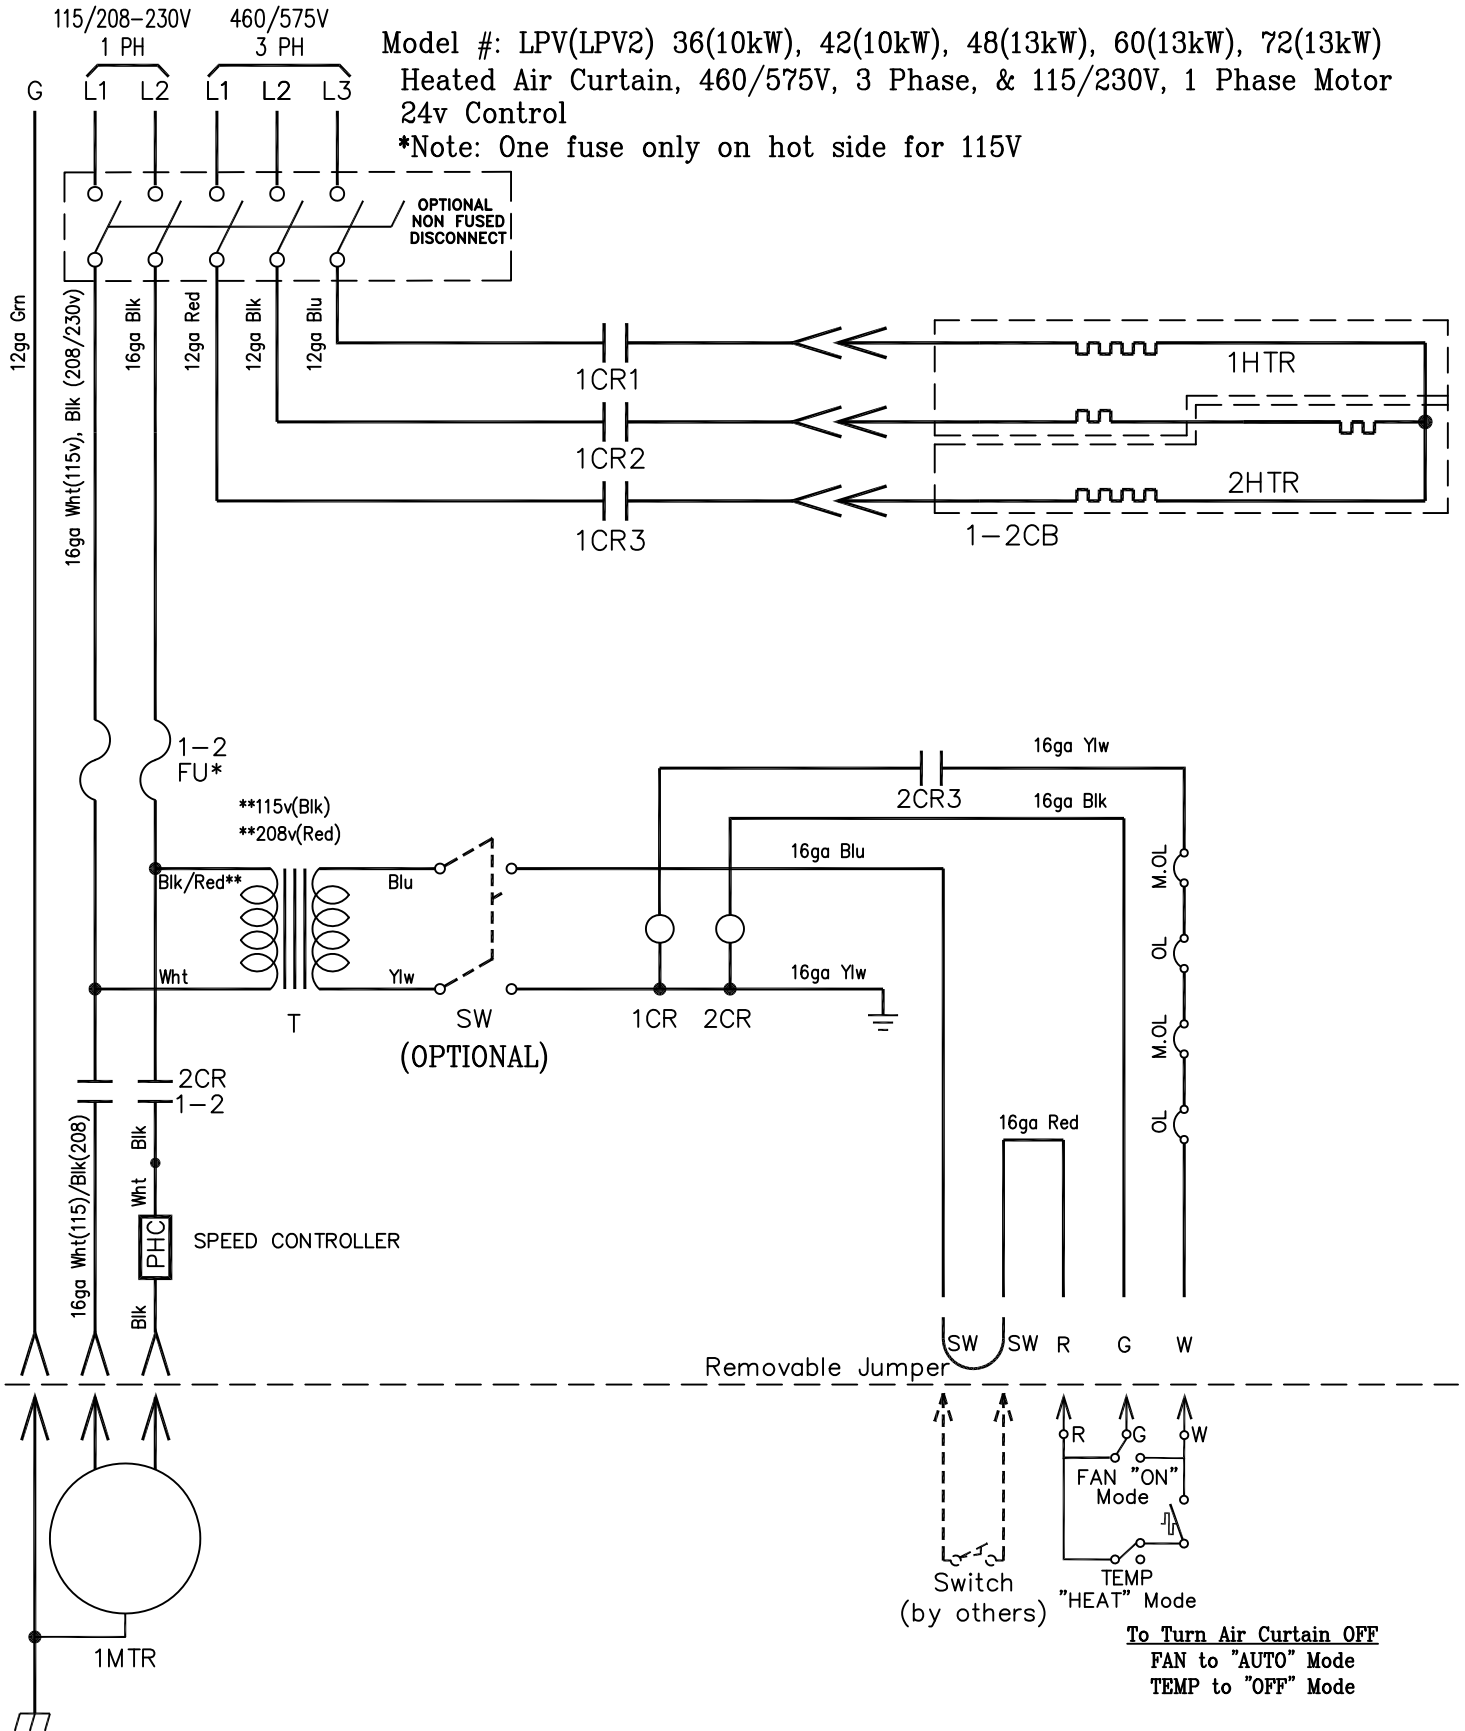 115/208-230V
1 PH
460/575V
3 PH
Model #: LPV(LPV2) 36(10kW), 42(10kW), 48(13kW), 60(13kW), 72(13kW)
Heated Air Curtain, 460/575V, 3 Phase, & 115/230V, 1 Phase Motor
24v Control
*Note: One fuse only on hot side for 115V
G L1 L2 L1 L2 L3
OPTIONAL
NON FUSED
DISCONNECT
12ga Grn
16ga Wht(115v), Blk (208/230v)
16ga Blk
12ga Red
12ga Blk
12ga Blu
1CR1
1HTR
1CR2
2HTR
1CR3
1-2CB
1-2
FU*
16ga Ylw
2CR3
16ga Blk
**115v(Blk)
**208v(Red)
16ga Blu
Blk/Red**
Blu
M.OL
OL
Wht
Ylw
16ga Ylw
T
SW
(OPTIONAL)
1CR
2CR
M.OL
OL
2CR
1-2
16ga Wht(115)/Blk(208)
Blk
Wht
PHC
Blk
SPEED CONTROLLER
16ga Red
SW SW R G W
Removable Jumper
R G W
FAN "ON"
Mode
TEMP
"HEAT" Mode
Switch
(by others)
1MTR
To Turn Air Curtain OFF
FAN to "AUTO" Mode
TEMP to "OFF" Mode